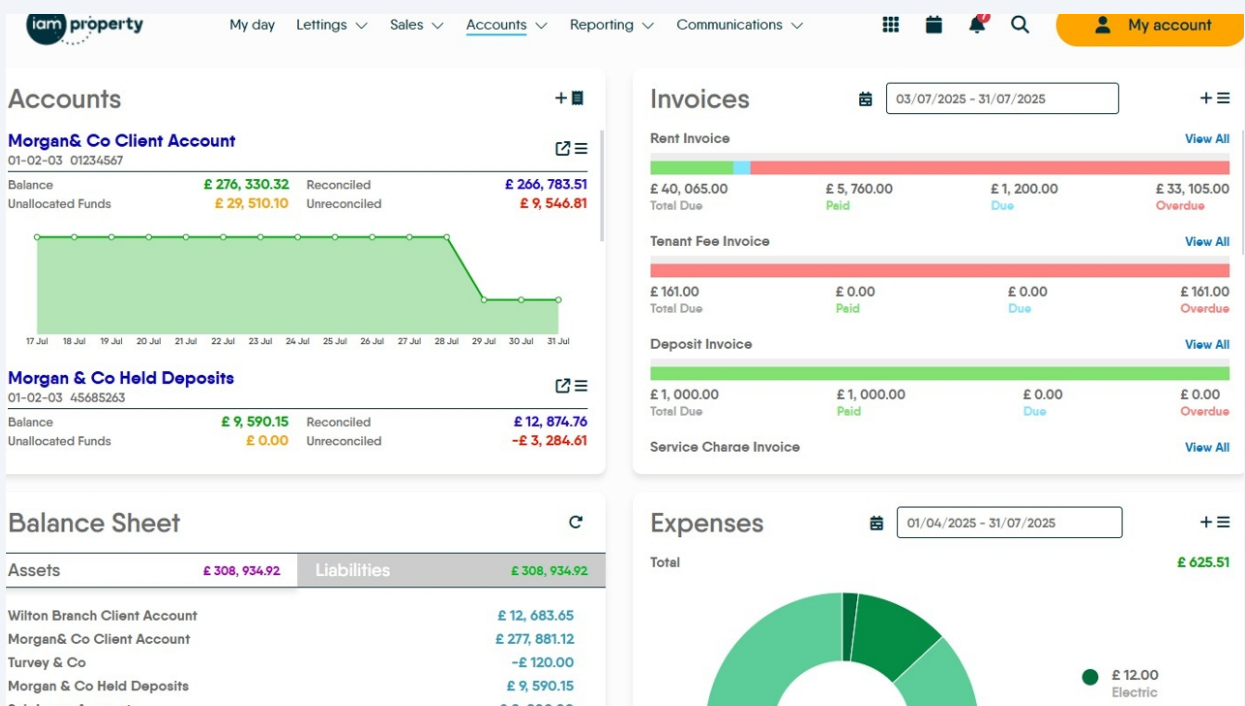 iam property
My day Lettings Sales Accounts Reporting Communications 7 My account
Accounts
Morgan& Co Client Account
01-02-03 01234567
Balance £ 276, 330.32 Reconciled £ 266, 783.51
Unallocated Funds £ 29, 510.10 Unreconciled £ 9, 546.81
17 Jul 18 Jul 19 Jul 20 Jul 21 Jul 22 Jul 23 Jul 24 Jul 25 Jul 26 Jul 27 Jul 28 Jul 29 Jul 30 Jul 31 Jul
Morgan & Co Held Deposits
01-02-03 45685263
Balance £ 9, 590.15 Reconciled £ 12, 874.76
Unallocated Funds £ 0.00 Unreconciled -£ 3, 284.61
Invoices 03/07/2025 - 31/07/2025
Rent Invoice View All
£ 40, 065.00 £ 5, 760.00 £ 1, 200.00 £ 33, 105.00
Total Due Paid Due Overdue
Tenant Fee Invoice View All
£ 161.00 £ 0.00 £ 0.00 £ 161.00
Total Due Paid Due Overdue
Deposit Invoice View All
£ 1, 000.00 £ 1, 000.00 £ 0.00 £ 0.00
Total Due Paid Due Overdue
Service Charge Invoice View All
Balance Sheet
Assets £ 308, 934.92 Liabilities £ 308, 934.92
Wilton Branch Client Account £ 12, 683.65
Morgan& Co Client Account £ 277, 881.12
Turvey & Co -£ 120.00
Morgan & Co Held Deposits £ 9, 590.15
Expenses 01/04/2025 - 31/07/2025
Total £ 625.51
£ 12.00
Electric